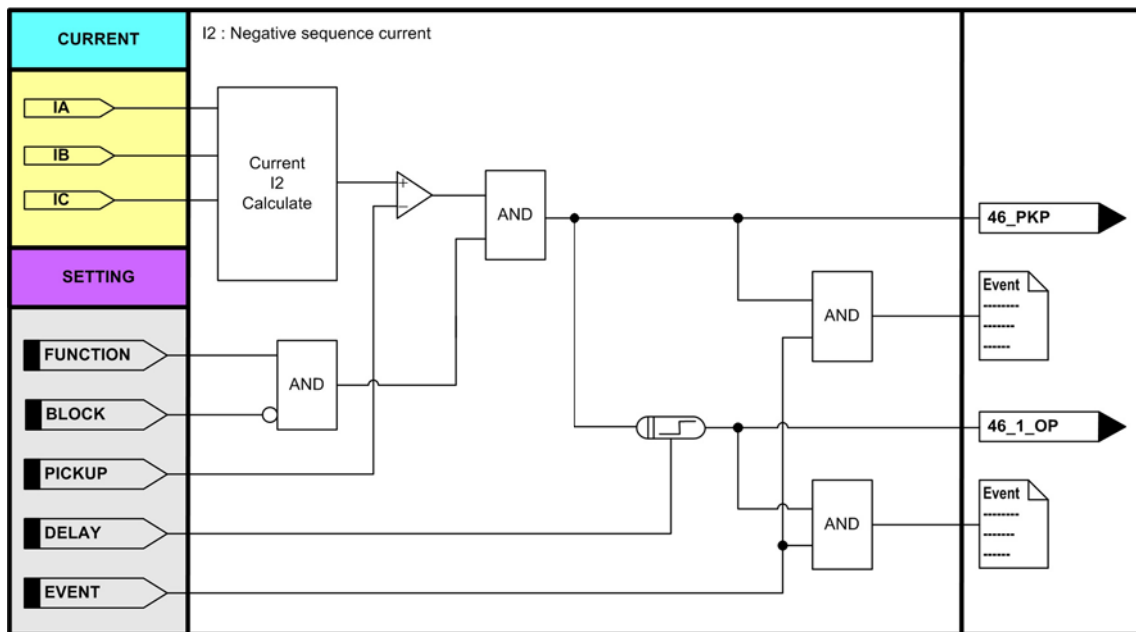 CURRENT
I2 : Negative sequence current
IA
IB
IC
Current
I2
Calculate
+
−
AND
46_PKP
SETTING
Event
AND
FUNCTION
AND
BLOCK
46_1_OP
PICKUP
Event
AND
DELAY
EVENT